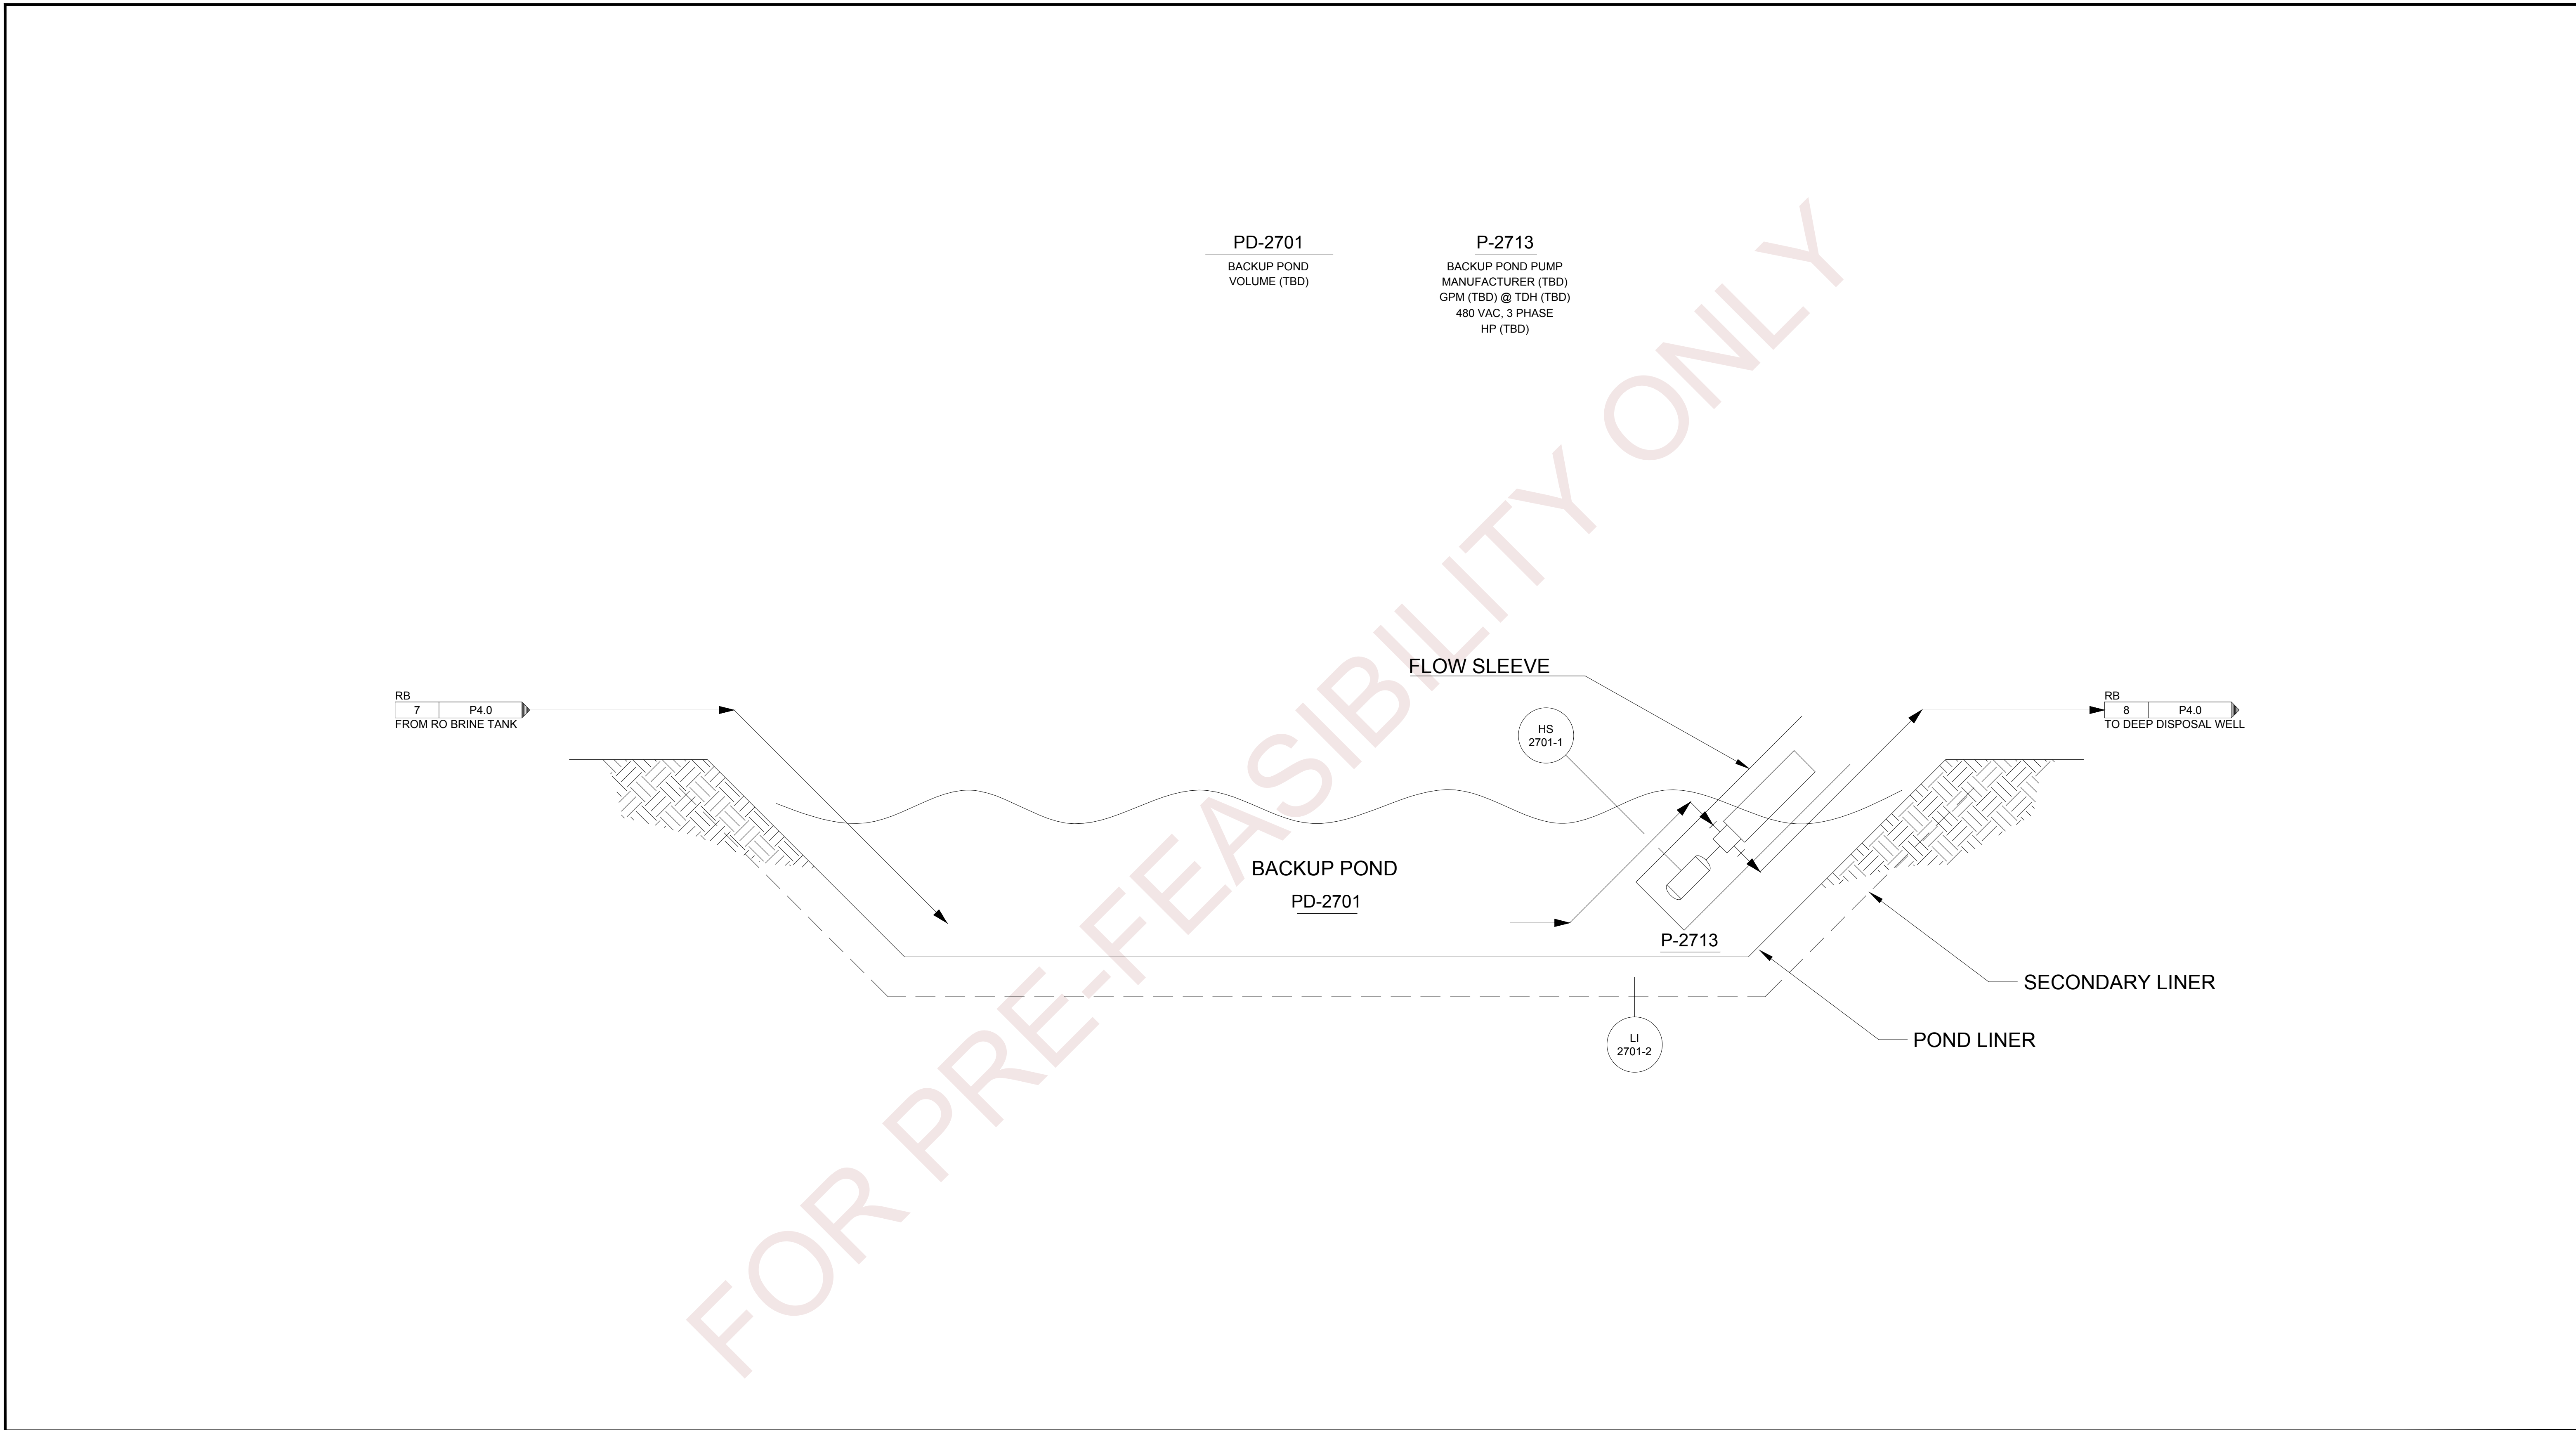 PD-2701
BACKUP POND
VOLUME (TBD)
P-2713
BACKUP POND PUMP
MANUFACTURER (TBD)
GPM (TBD) @ TDH (TBD)
480 VAC, 3 PHASE
HP (TBD)
FLOW SLEEVE
RB
7 P4.0
FROM RO BRINE TANK
HS
2701-1
RB
8 P4.0
TO DEEP DISPOSAL WELL
BACKUP POND
PD-2701
P-2713
SECONDARY LINER
POND LINER
LI
2701-2
FOR PRE-FEASIBILITY ONLY